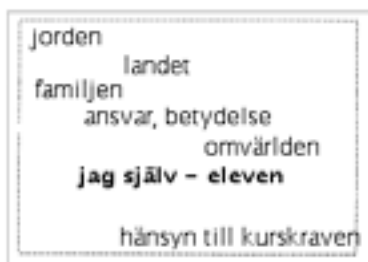 jorden
landet
familjen
ansvar, betydelse
omvärlden
jag själv – eleven
hänsyn till kurskraven